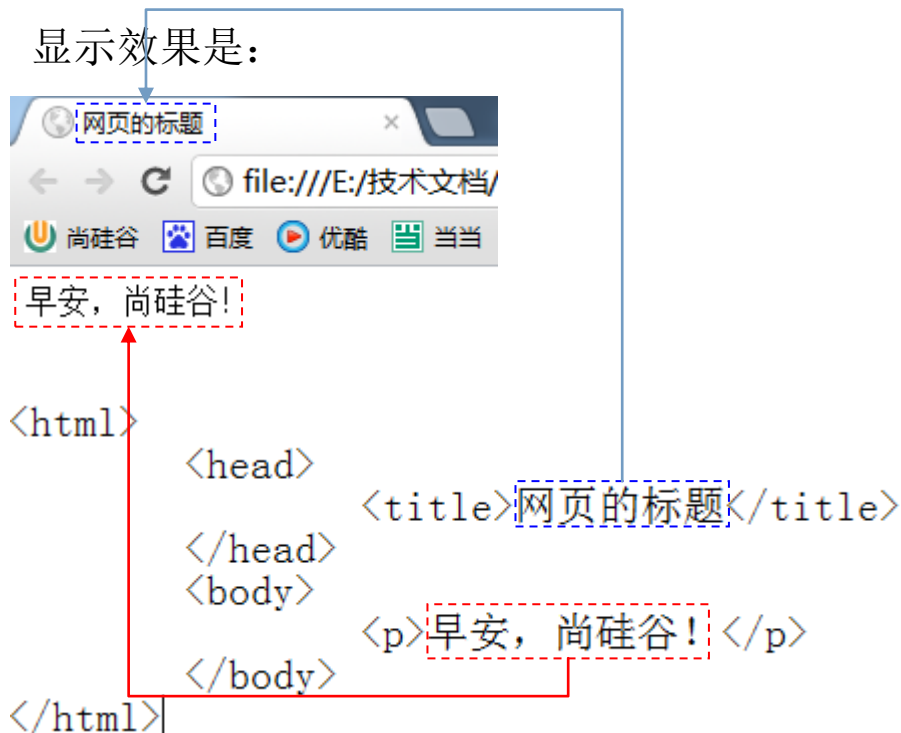 显示效果是：
网页的标题
file:///E:/技术文档/
尚硅谷 百度 优酷 当当
早安，尚硅谷！
<html>
<head>
<title>网页的标题</title>
</head>
<body>
<p>早安，尚硅谷！</p>
</body>
</html>